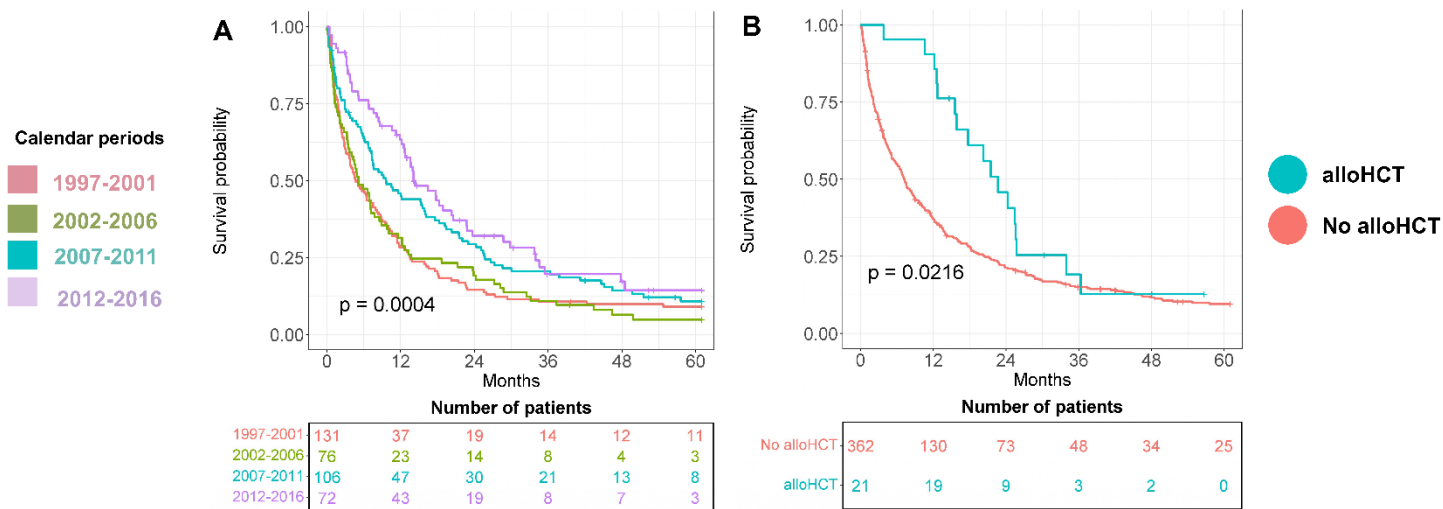 Calendar periods
1997-2001
2002-2006
2007-2011
2012-2016
A
Survival probability
1.00
0.75
0.50
0.25
0.00
p = 0.0004
0 12 24 36 48 60
Months
Number of patients
1997-2001 131 37 19 14 12 11
2002-2006 76 23 14 8 4 3
2007-2011 106 47 30 21 13 8
2012-2016 72 43 19 8 7 3
B
Survival probability
1.00
0.75
0.50
0.25
0.00
p = 0.0216
0 12 24 36 48 60
Months
Number of patients
No alloHCT 362 130 73 48 34 25
alloHCT 21 19 9 3 2 0
alloHCT
No alloHCT